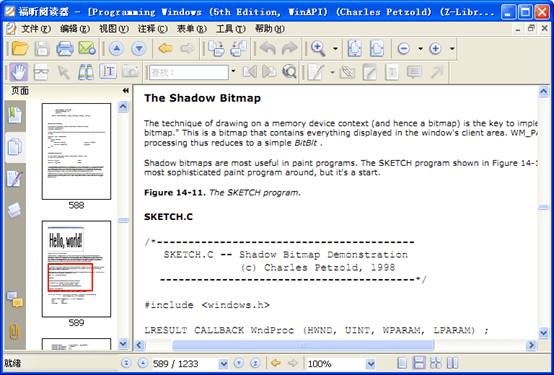 福昕阅读器 - [Programming Windows (5th Edition, WinAPI) (Charles Petzold) (Z-Libr...
文件(F) 编辑(E) 视图(V) 注释(C) 表单(R) 工具(T) 帮助(H)
查找:
页面
588
Hello, world!
589
The Shadow Bitmap
The technique of drawing on a memory device context (and hence a bitmap) is the key to imple
bitmap." This is a bitmap that contains everything displayed in the window's client area. WM_PA
processing thus reduces to a simple BitBlt .
Shadow bitmaps are most useful in paint programs. The SKETCH program shown in Figure 14-1
most sophisticated paint program around, but it's a start.
Figure 14-11. The SKETCH program.
SKETCH.C
/*-----------------------------------------
SKETCH.C -- Shadow Bitmap Demonstration
(c) Charles Petzold, 1998
-----------------------------------------*/
#include <windows.h>
LRESULT CALLBACK WndProc (HWND, UINT, WPARAM, LPARAM) ;
就绪
589 / 1233
100%